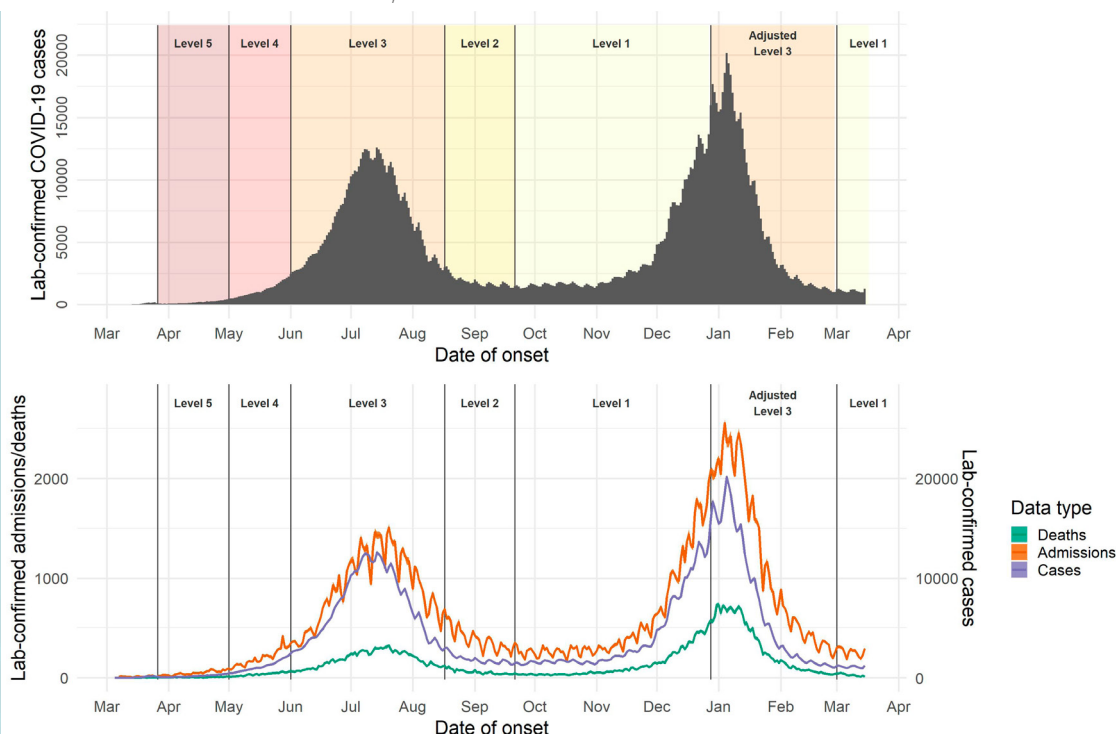 Lab-confirmed COVID-19 cases
20000
15000
10000
5000
0
Level 5
Level 4
Level 3
Level 2
Level 1
Adjusted
Level 3
Level 1
Mar Apr May Jun Jul Aug Sep Oct Nov Dec Jan Feb Mar Apr
Date of onset
Lab-confirmed admissions/deaths
2000
1000
0
Level 5
Level 4
Level 3
Level 2
Level 1
Adjusted
Level 3
Level 1
20000
10000
0
Lab-confirmed cases
Mar Apr May Jun Jul Aug Sep Oct Nov Dec Jan Feb Mar Apr
Date of onset
Data type
Deaths
Admissions
Cases